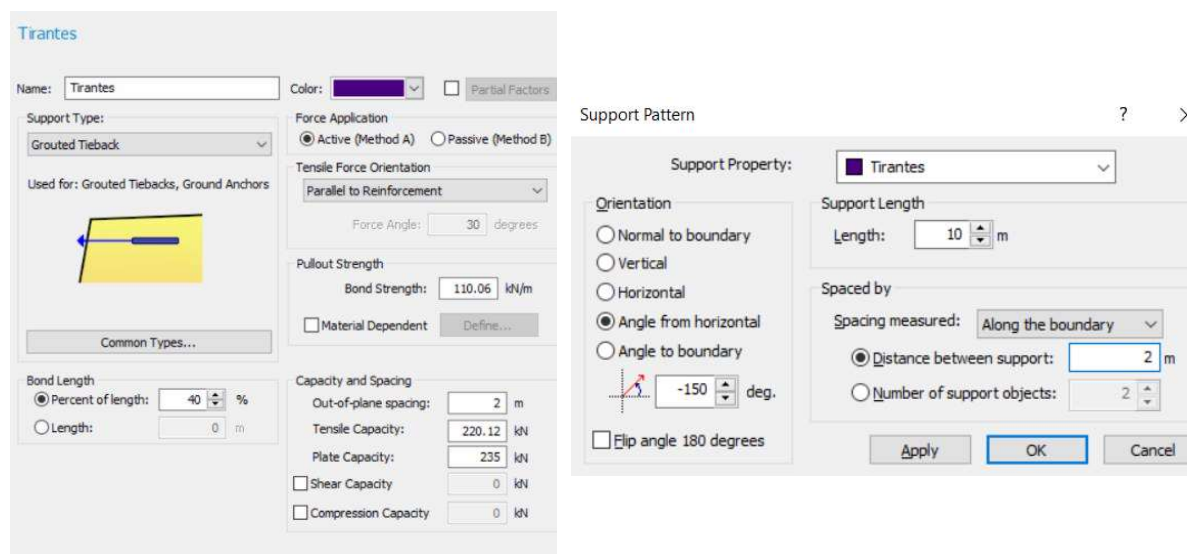 Tirantes
Name: Tirantes Color: Partial Factors
Support Type:
Grouted Tieback
Used for: Grouted Tiebacks, Ground Anchors
Common Types...
Bond Length
Percent of length: 40 %
Length: 0 m
Force Application
Active (Method A) Passive (Method B)
Tensile Force Orientation
Parallel to Reinforcement
Force Angle: 30 degrees
Pullout Strength
Bond Strength: 110.06 kN/m
Material Dependent Define...
Capacity and Spacing
Out-of-plane spacing: 2 m
Tensile Capacity: 220.12 kN
Plate Capacity: 235 kN
Shear Capacity 0 kN
Compression Capacity 0 kN
Support Pattern ?
Support Property: Tirantes
Orientation
Normal to boundary
Vertical
Horizontal
Angle from horizontal
Angle to boundary
-150 deg.
Flip angle 180 degrees
Support Length
Length: 10 m
Spaced by
Spacing measured: Along the boundary
Distance between support: 2 m
Number of support objects: 2
Apply OK Cancel